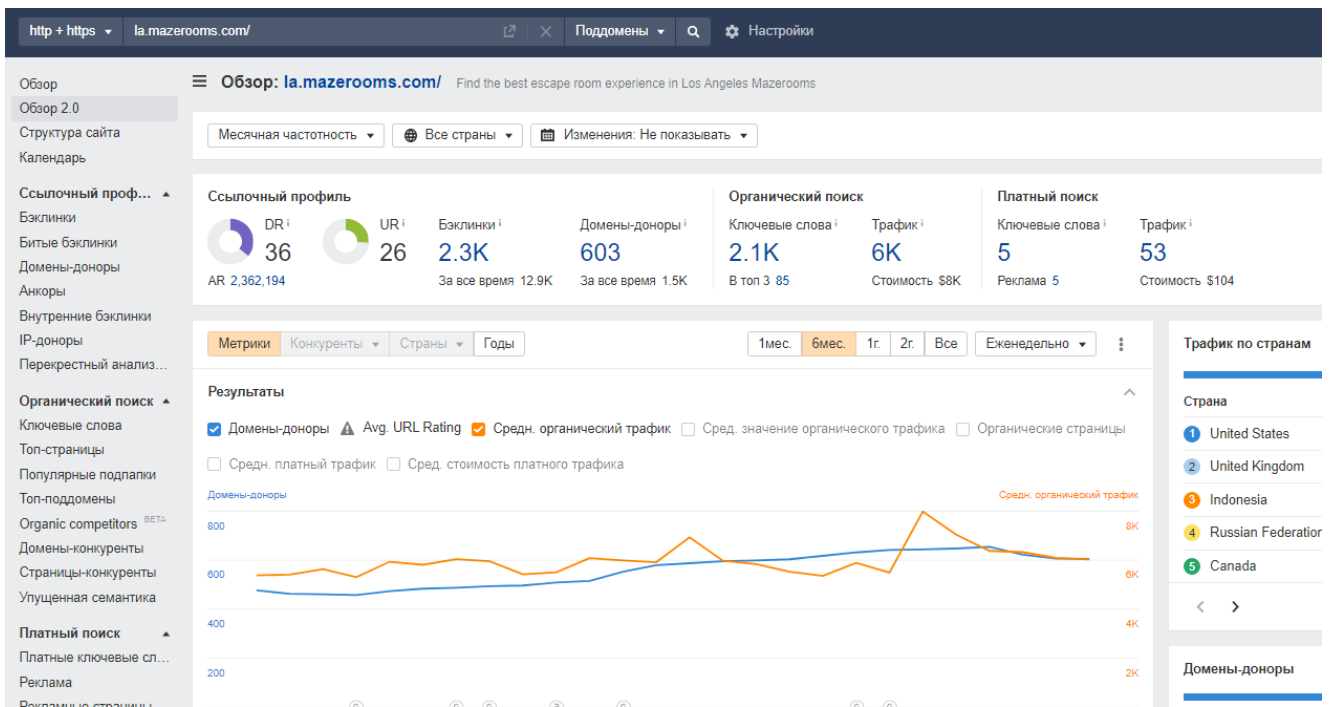 http + https la.mazerooms.com/ Поддомены Настройки
Обзор
Обзор 2.0
Структура сайта
Календарь
Ссылочный проф...
Бэклинки
Битые бэклинки
Домены-доноры
Анкоры
Внутренние бэклинки
IP-доноры
Перекрестный анализ...
Органический поиск
Ключевые слова
Топ-страницы
Популярные подпапки
Топ-поддомены
Organic competitors BETA
Домены-конкуренты
Страницы-конкуренты
Упущенная семантика
Платный поиск
Платные ключевые сл...
Реклама
Рекламные страницы
Обзор: la.mazerooms.com/ Find the best escape room experience in Los Angeles Mazerooms
Месячная частотность Все страны Изменения: Не показывать
Ссылочный профиль
DR i UR i Бэклинки i Домены-доноры i
36 26 2.3K 603
AR 2,362,194 За все время 12.9K За все время 1.5K
Органический поиск
Ключевые слова i Трафик i
2.1K 6K
В топ 3 85 Стоимость $8K
Платный поиск
Ключевые слова i Трафик i
5 53
Реклама 5 Стоимость $104
Метрики Конкуренты Страны Годы 1мес. 6мес. 1г. 2г. Все Еженедельно
Результаты
Домены-доноры Avg. URL Rating Средн. органический трафик Сред. значение органического трафика Органические страницы
Средн. платный трафик Сред. стоимость платного трафика
Домены-доноры Средн. органический трафик
800 8K
600 6K
400 4K
200 2K
Трафик по странам
Страна
1 United States
2 United Kingdom
3 Indonesia
4 Russian Federation
5 Canada
Домены-доноры